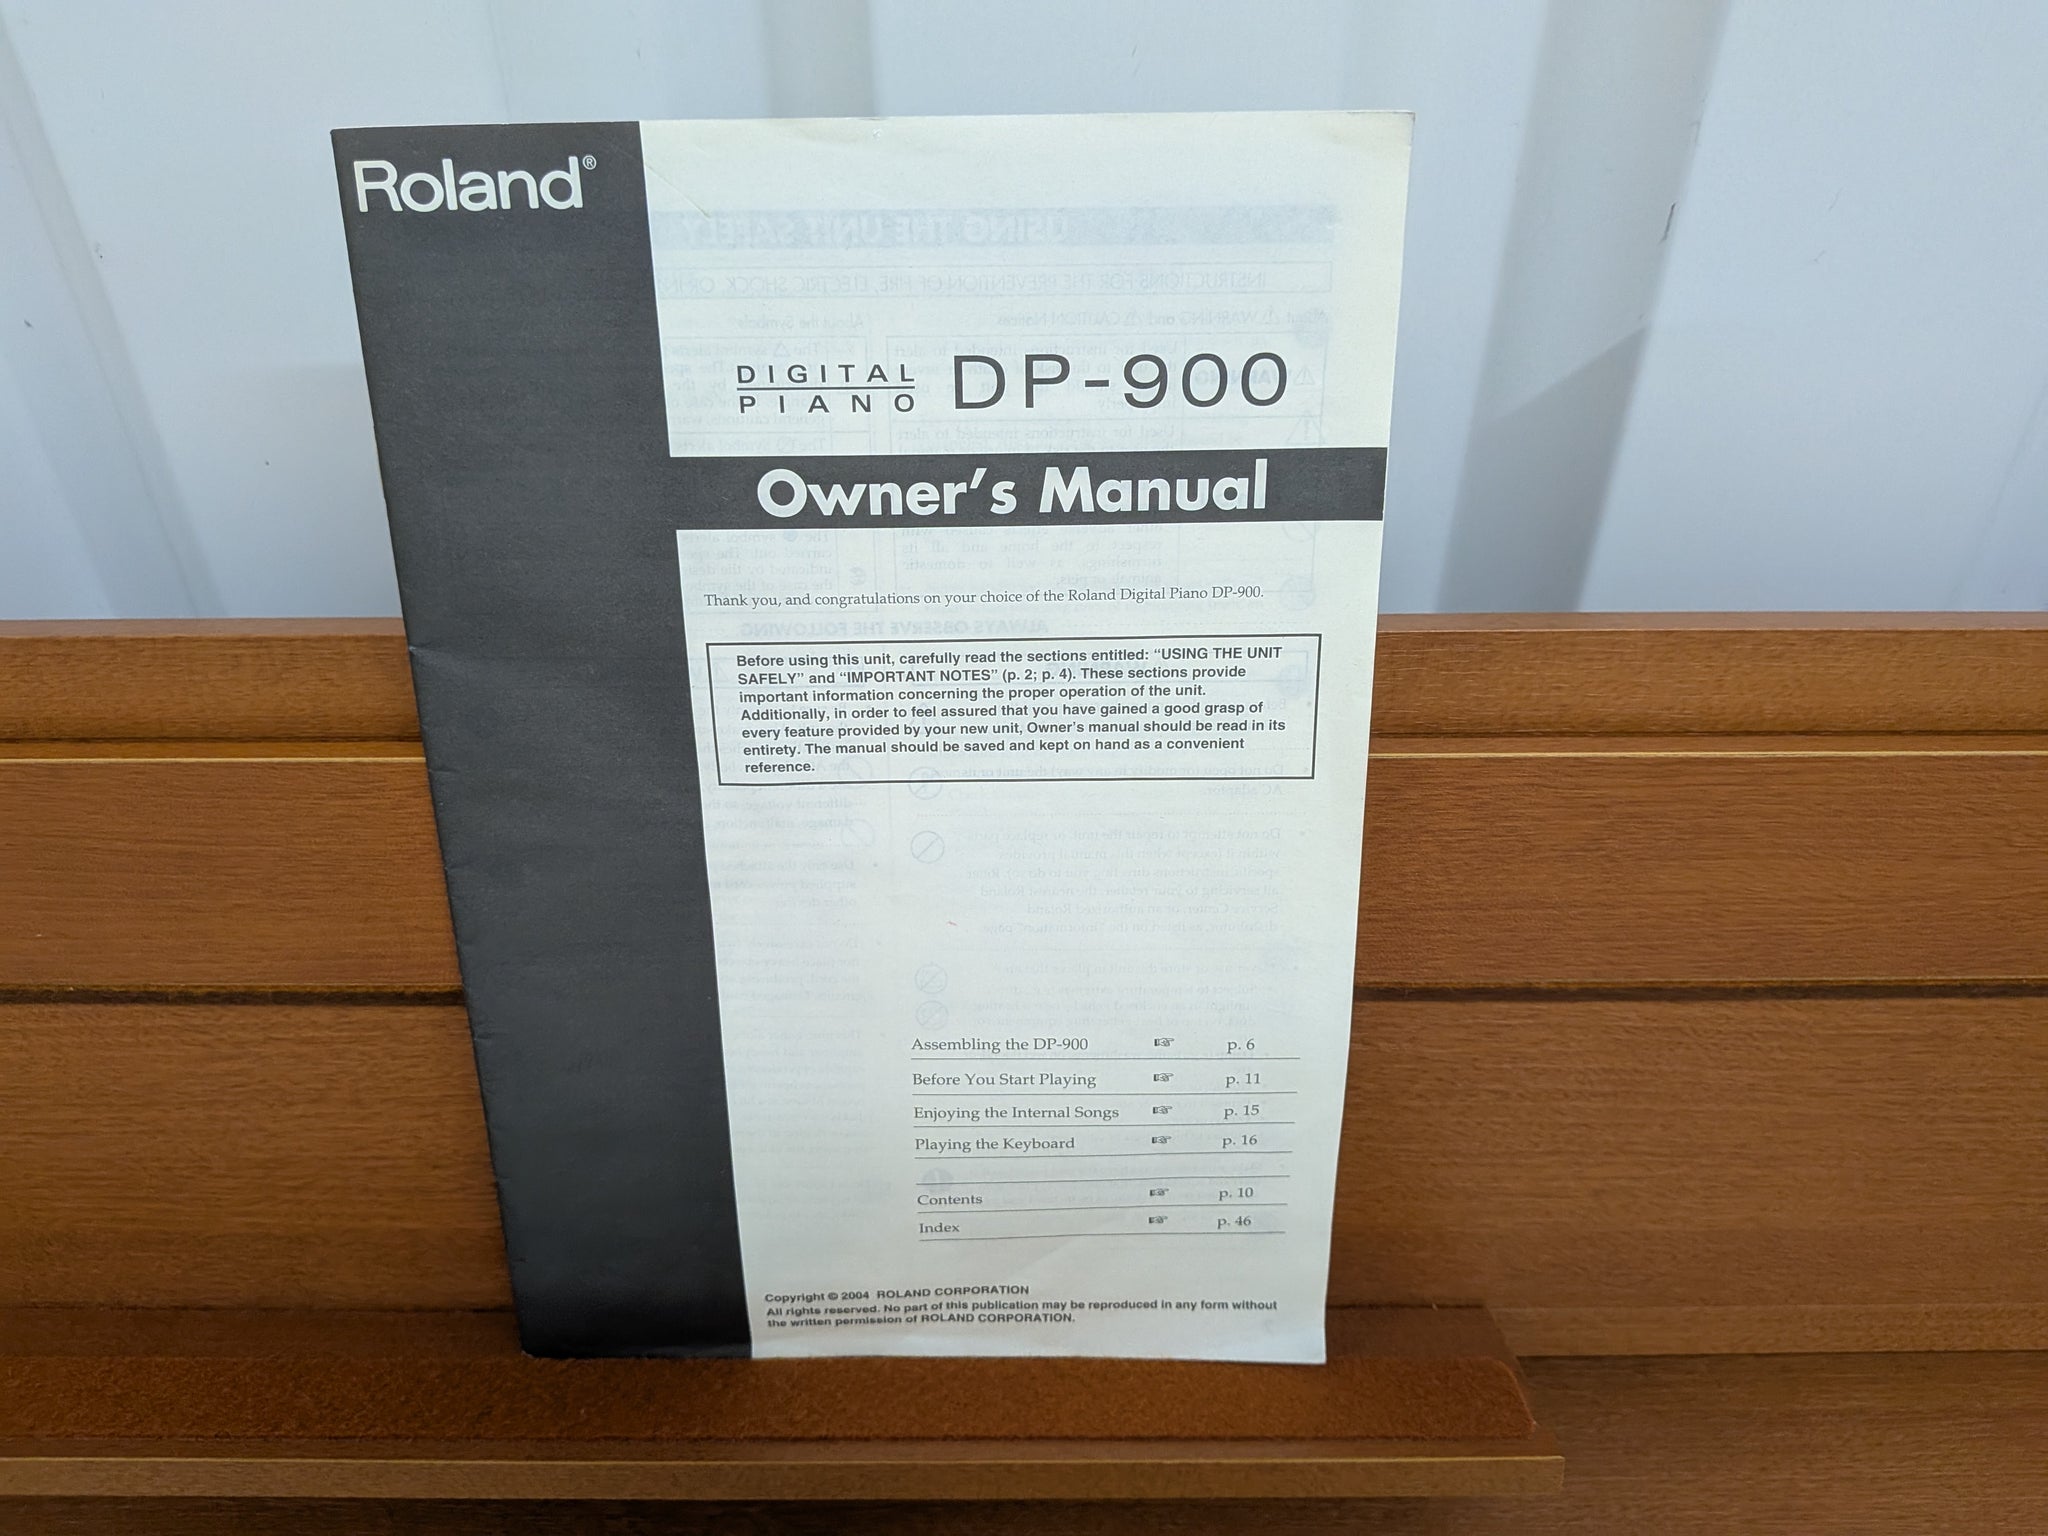 Roland®
DIGITAL
PIANO
DP-900
Owner's Manual
Thank you, and congratulations on your choice of the Roland Digital Piano DP-900.
Before using this unit, carefully read the sections entitled: “USING THE UNIT
SAFELY” and “IMPORTANT NOTES” (p. 2; p. 4). These sections provide
important information concerning the proper operation of the unit.
Additionally, in order to feel assured that you have gained a good grasp of
every feature provided by your new unit, Owner's manual should be read in its
entirety. The manual should be saved and kept on hand as a convenient
reference.
Assembling the DP-900 ☞ p. 6
Before You Start Playing ☞ p. 11
Enjoying the Internal Songs ☞ p. 15
Playing the Keyboard ☞ p. 16
Contents ☞ p. 10
Index ☞ p. 46
Copyright © 2004 ROLAND CORPORATION
All rights reserved. No part of this publication may be reproduced in any form without
the written permission of ROLAND CORPORATION.